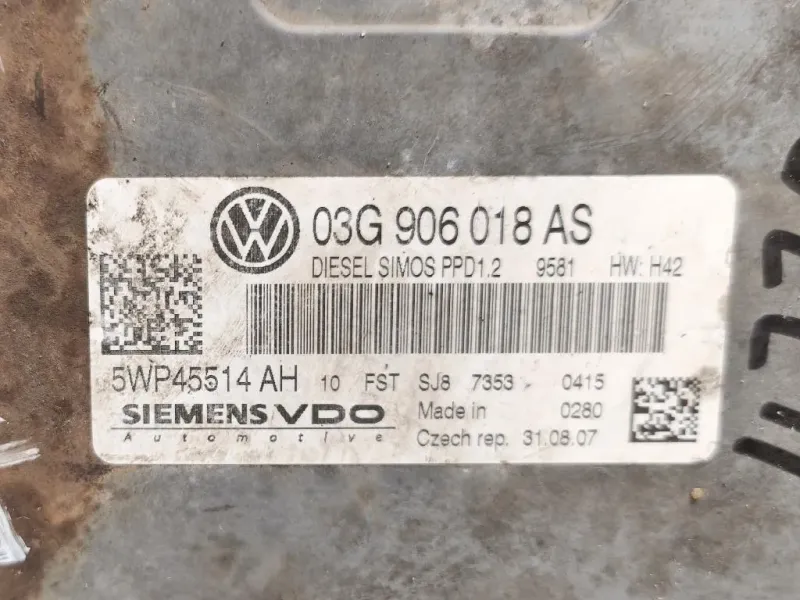 03G 906 018 AS
DIESEL SIMOS PPD1.2 9581 HW: H42
5WP45514 AH 10 FST SJ8 7353 0415
SIEMENS VDO Made in 0280
Automotive Czech rep. 31.08.07